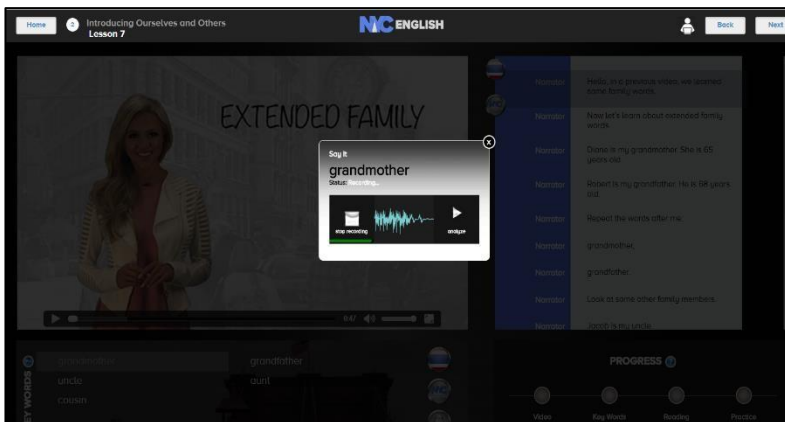 Home
2
Introducing Ourselves and Others
Lesson 7
NYC ENGLISH
Back
Next
EXTENDED FAMILY
Say It
grandmother
Status: Recording...
stop recording
analyze
Narrator
Hello, in a previous video, we learned
some family words.
Narrator
Now let's learn about extended family
words.
Narrator
Diane is my grandmother. She is 65
years old.
Narrator
Robert is my grandfather. He is 68 years
old.
Narrator
Repeat the words after me:
Narrator
grandmother,
Narrator
grandfather.
Narrator
Look at some other family members.
Narrator
Jacob is my uncle.
KEY WORDS
grandmother
grandfather
uncle
aunt
cousin
PROGRESS
Video
Key Words
Reading
Practice